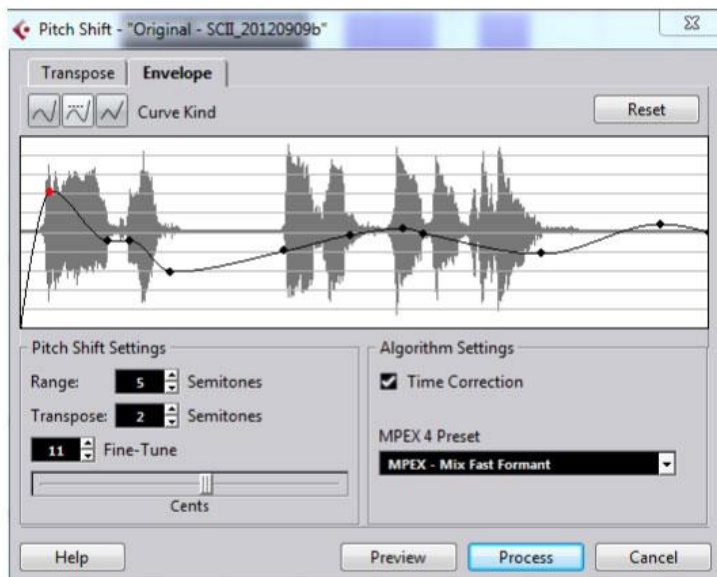 Pitch Shift - "Original - SCII_20120909b"
Transpose Envelope
Curve Kind Reset
Pitch Shift Settings
Range: 5 Semitones
Transpose: 2 Semitones
11 Fine-Tune
Cents
Algorithm Settings
Time Correction
MPEX 4 Preset
MPEX - Mix Fast Formant
Help Preview Process Cancel